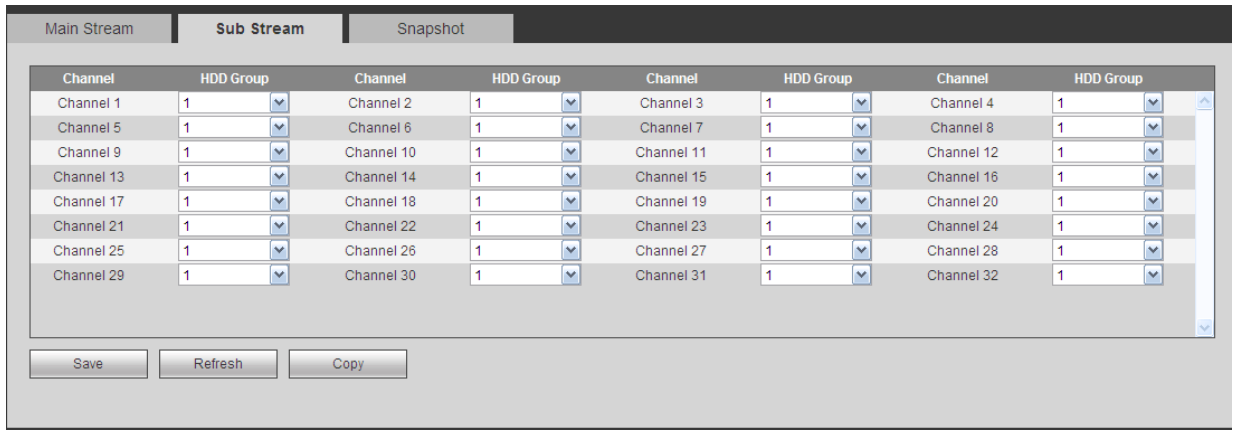 Main Stream Sub Stream Snapshot
Channel HDD Group Channel HDD Group Channel HDD Group Channel HDD Group
Channel 1 1 Channel 2 1 Channel 3 1 Channel 4 1
Channel 5 1 Channel 6 1 Channel 7 1 Channel 8 1
Channel 9 1 Channel 10 1 Channel 11 1 Channel 12 1
Channel 13 1 Channel 14 1 Channel 15 1 Channel 16 1
Channel 17 1 Channel 18 1 Channel 19 1 Channel 20 1
Channel 21 1 Channel 22 1 Channel 23 1 Channel 24 1
Channel 25 1 Channel 26 1 Channel 27 1 Channel 28 1
Channel 29 1 Channel 30 1 Channel 31 1 Channel 32 1
Save Refresh Copy